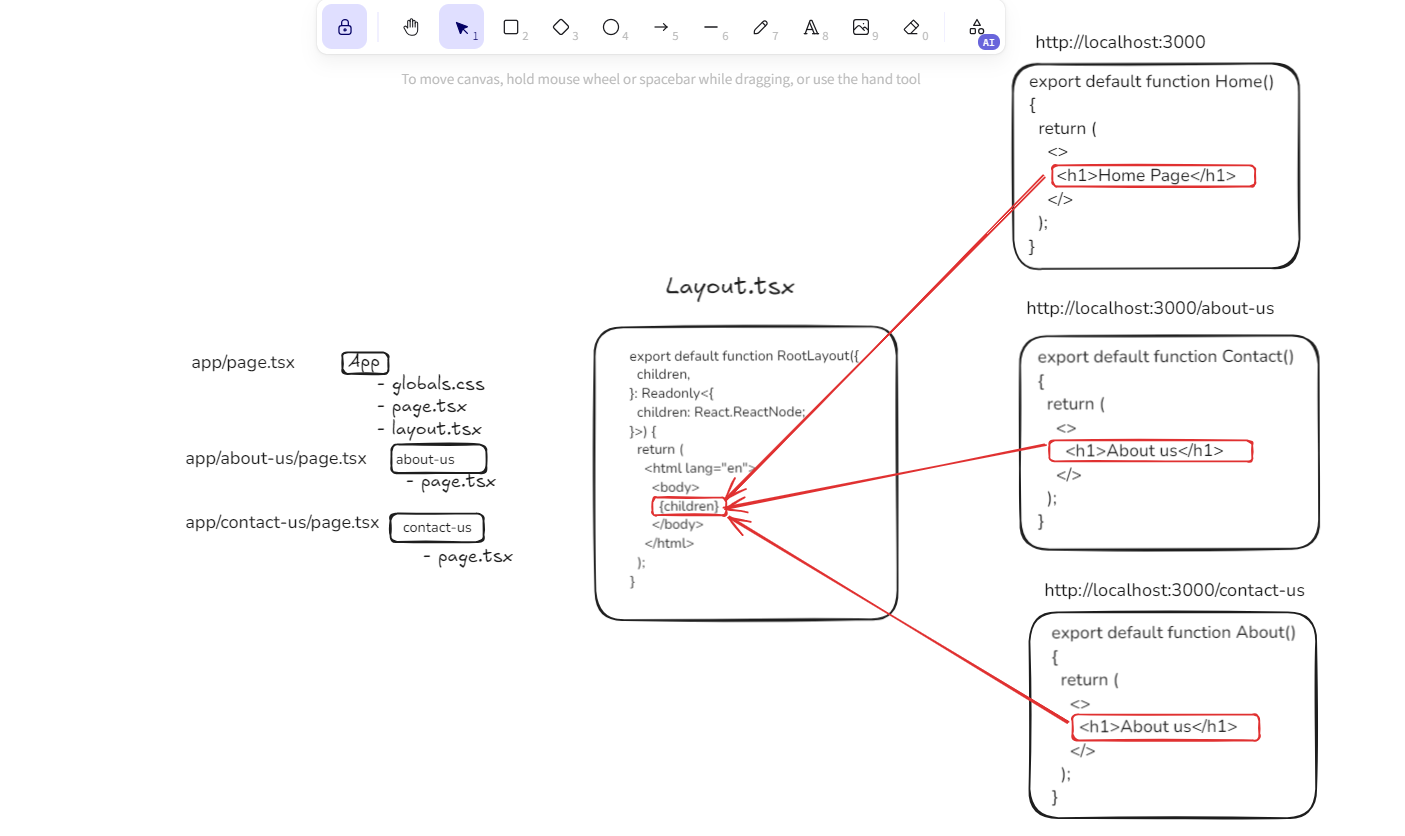 1
2
3
4
5
6
7
8
9
0
AI
To move canvas, hold mouse wheel or spacebar while dragging, or use the hand tool
app/page.tsx
App
- globals.css
- page.tsx
- layout.tsx
app/about-us/page.tsx
about-us
- page.tsx
app/contact-us/page.tsx
contact-us
- page.tsx
Layout.tsx
export default function RootLayout({
children,
}: Readonly<{
children: React.ReactNode;
}>) {
return (
<html lang="en">
<body>
{children}
</body>
</html>
);
}
http://localhost:3000
export default function Home()
{
return (
<>
<h1>Home Page</h1>
</>
);
}
http://localhost:3000/about-us
export default function Contact()
{
return (
<>
<h1>About us</h1>
</>
);
}
http://localhost:3000/contact-us
export default function About()
{
return (
<>
<h1>About us</h1>
</>
);
}